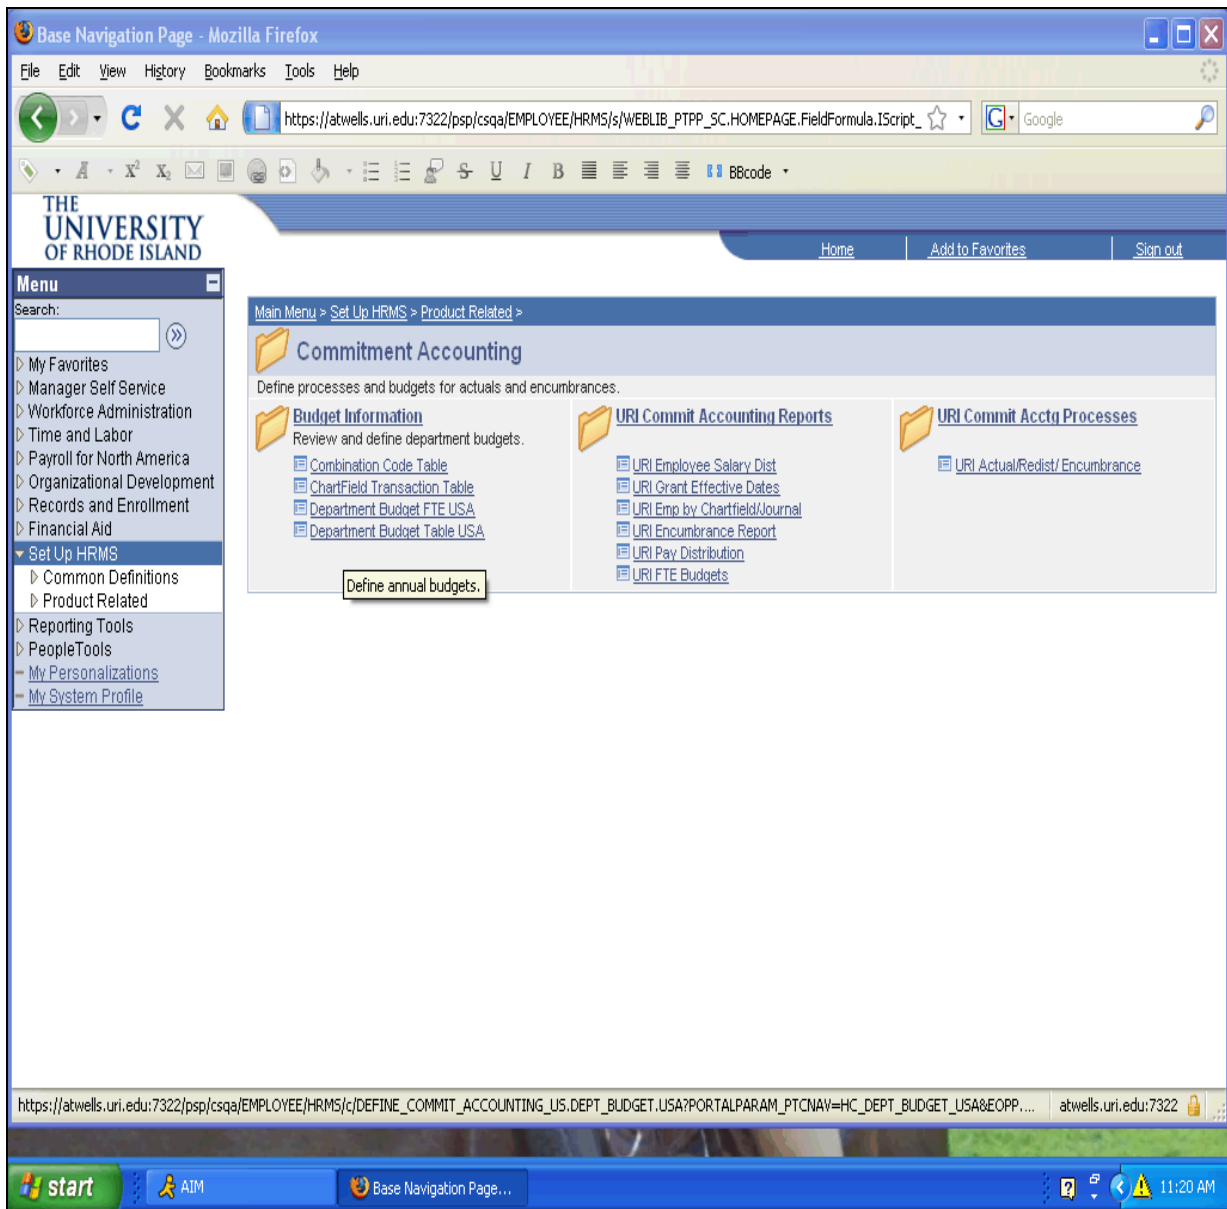 Base Navigation Page - Mozilla Firefox
File Edit View History Bookmarks Tools Help
https://atwells.uri.edu:7322/psp/csqa/EMPLOYEE/HRMS/s/WEBLIB_PTPP_SC.HOMEPAGE.FieldFormula.IScript_
G Google
A X² X₂ S U I B BBcode
THE
UNIVERSITY
OF RHODE ISLAND
Home Add to Favorites Sign out
Menu
Search:
My Favorites
Manager Self Service
Workforce Administration
Time and Labor
Payroll for North America
Organizational Development
Records and Enrollment
Financial Aid
Set Up HRMS
Common Definitions
Product Related
Reporting Tools
PeopleTools
My Personalizations
My System Profile
Main Menu > Set Up HRMS > Product Related >
Commitment Accounting
Define processes and budgets for actuals and encumbrances.
Budget Information
Review and define department budgets.
Combination Code Table
ChartField Transaction Table
Department Budget FTE USA
Department Budget Table USA
Define annual budgets.
URI Commit Accounting Reports
URI Employee Salary Dist
URI Grant Effective Dates
URI Emp by Chartfield/Journal
URI Encumbrance Report
URI Pay Distribution
URI FTE Budgets
URI Commit Acctg Processes
URI Actual/Redist/ Encumbrance
https://atwells.uri.edu:7322/psp/csqa/EMPLOYEE/HRMS/c/DEFINE_COMMIT_ACCOUNTING_US.DEPT_BUDGET.USA?PORTALPARAM_PTCNAV=HC_DEPT_BUDGET_USA&EOPP.... atwells.uri.edu:7322
start AIM Base Navigation Page... 11:20 AM